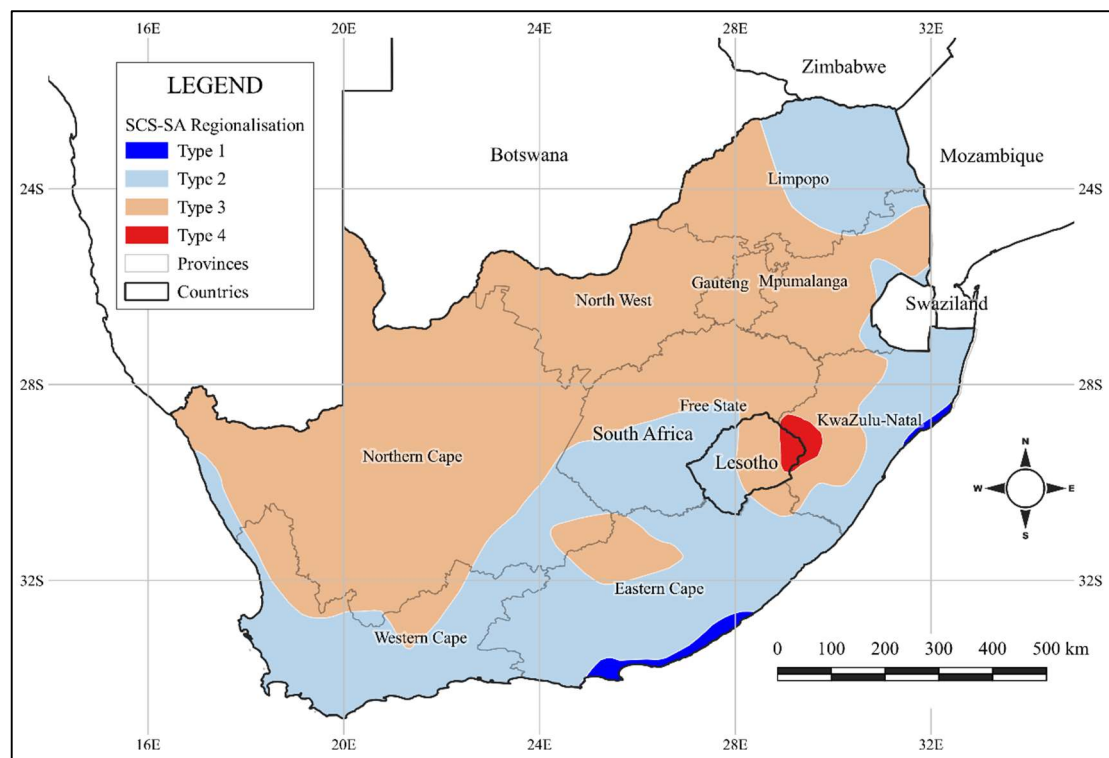 16E 20E 24E 28E 32E
Zimbabwe
LEGEND
SCS-SA Regionalisation
Type 1
Type 2
Type 3
Type 4
Provinces
Countries
Botswana
Mozambique
Limpopo
24S 24S
Gauteng
Mpumalanga
North West
Swaziland
28S 28S
Free State
KwaZulu-Natal
South Africa
Northern Cape
Lesotho
N
W E
S
32S 32S
Eastern Cape
Western Cape
0 100 200 300 400 500 km
16E 20E 24E 28E 32E